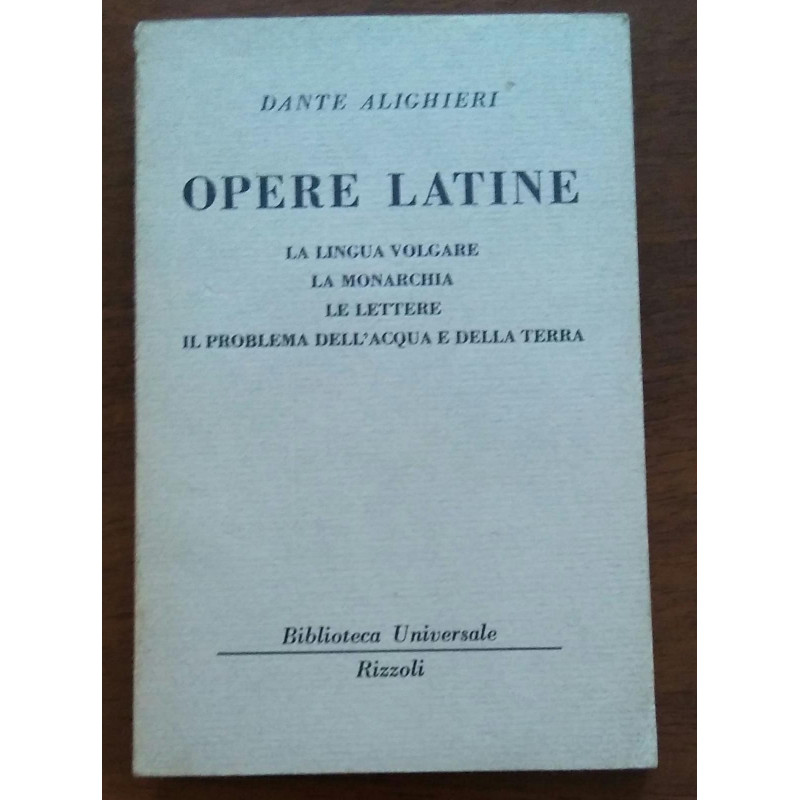 DANTE ALIGHIERI
OPERE LATINE
LA LINGUA VOLGARE
LA MONARCHIA
LE LETTERE
IL PROBLEMA DELL'ACQUA E DELLA TERRA
Biblioteca Universale
Rizzoli